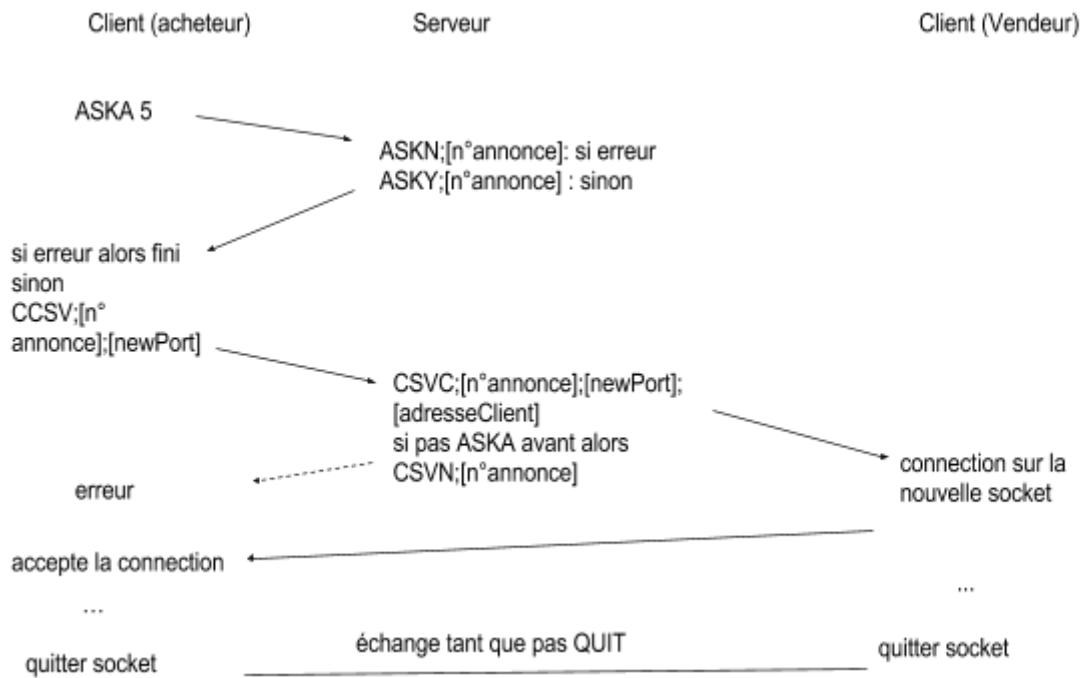 Client (acheteur) Serveur Client (Vendeur)
ASKA 5
ASKN;[n°annonce]: si erreur
ASKY;[n°annonce] : sinon
si erreur alors fini
sinon
CCSV;[n°
annonce];[newPort]
CSVC;[n°annonce];[newPort];
[adresseClient]
si pas ASKA avant alors
CSVN;[n°annonce]
connection sur la
nouvelle socket
erreur
accepte la connection
...
...
échange tant que pas QUIT
quitter socket
quitter socket